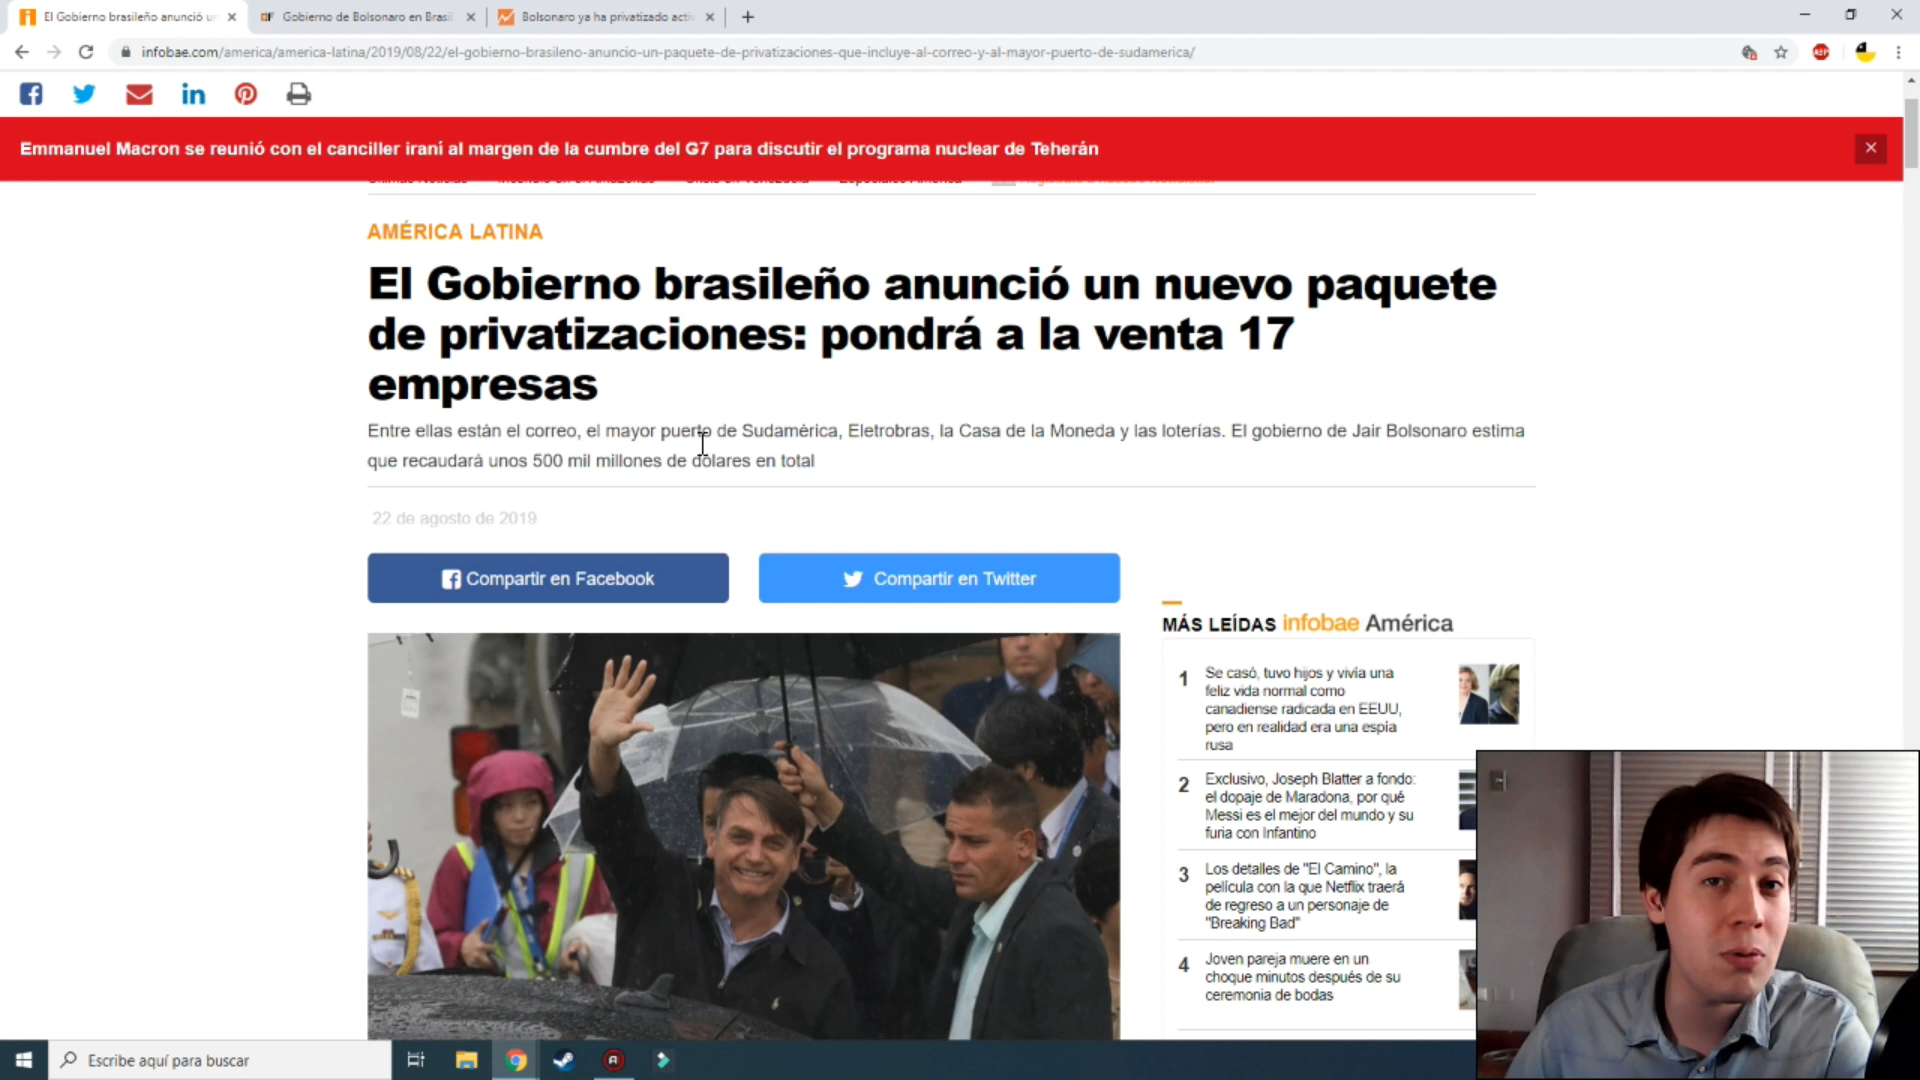 El Gobierno brasileño anunció un
Gobierno de Bolsonaro en Brasil
Bolsonaro ya ha privatizado acti
infobae.com/america/america-latina/2019/08/22/el-gobierno-brasileno-anuncio-un-paquete-de-privatizaciones-que-incluye-al-correo-y-al-mayor-puerto-de-sudamerica/
ABP
Emmanuel Macron se reunió con el canciller iraní al margen de la cumbre del G7 para discutir el programa nuclear de Teherán
AMÉRICA LATINA
El Gobierno brasileño anunció un nuevo paquete
de privatizaciones: pondrá a la venta 17
empresas
Entre ellas están el correo, el mayor puerto de Sudamérica, Eletrobras, la Casa de la Moneda y las loterías. El gobierno de Jair Bolsonaro estima
que recaudará unos 500 mil millones de dólares en total
22 de agosto de 2019
Compartir en Facebook
Compartir en Twitter
MÁS LEÍDAS infobae América
1 Se casó, tuvo hijos y vivía una
feliz vida normal como
canadiense radicada en EEUU,
pero en realidad era una espía
rusa
2 Exclusivo, Joseph Blatter a fondo:
el dopaje de Maradona, por qué
Messi es el mejor del mundo y su
furia con Infantino
3 Los detalles de "El Camino", la
película con la que Netflix traerá
de regreso a un personaje de
"Breaking Bad"
4 Joven pareja muere en un
choque minutos después de su
ceremonia de bodas
Escribe aquí para buscar